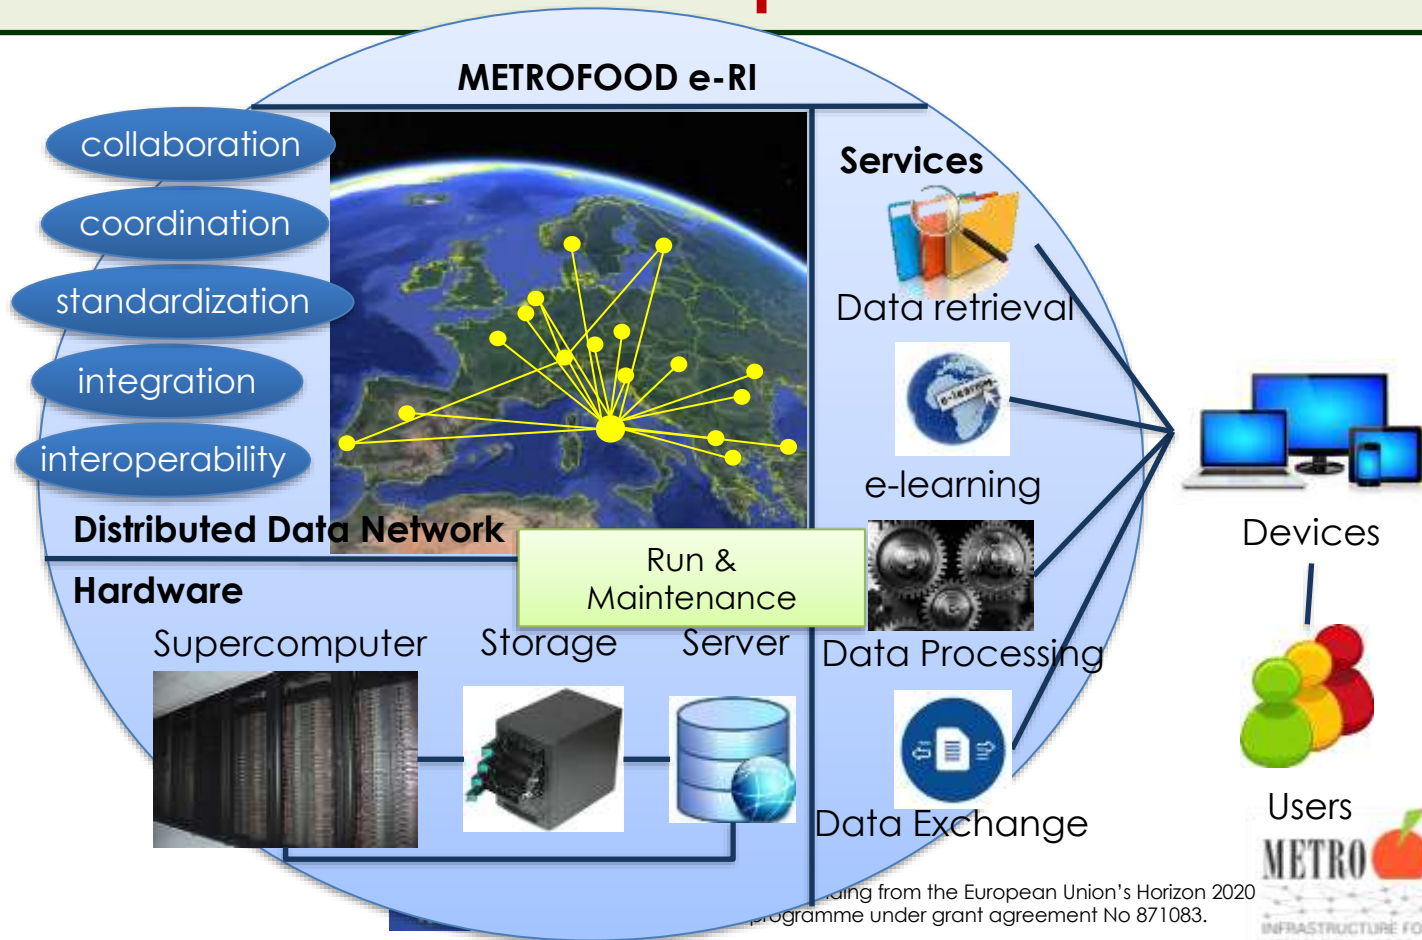 METROFOOD e-RI
collaboration
coordination
standardization
integration
interoperability
Services
Data retrieval
e-learning
e-learning
Data Processing
Data Exchange
Distributed Data Network
Run &
Maintenance
Hardware
Supercomputer
Storage
Server
Devices
Users
METRO
from the European Union's Horizon 2020
programme under grant agreement No 871083.
INFRASTRUCTURE